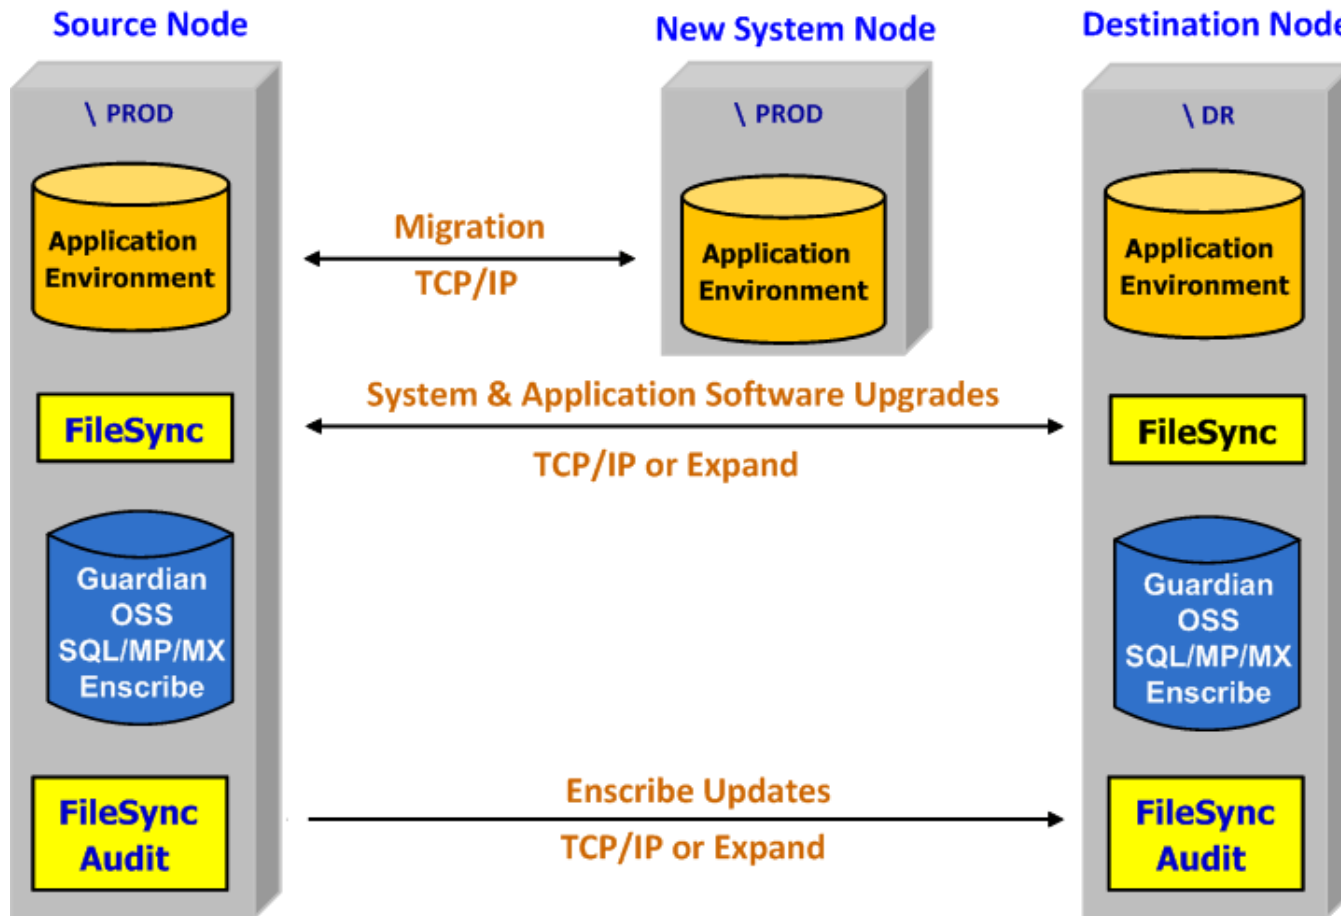 Source Node
New System Node
Destination Node
\ PROD
\ PROD
\ DR
Application
Environment
Migration
TCP/IP
Application
Environment
Application
Environment
System & Application Software Upgrades
FileSync
FileSync
TCP/IP or Expand
Guardian
OSS
SQL/MP/MX
Enscribe
Guardian
OSS
SQL/MP/MX
Enscribe
Enscribe Updates
TCP/IP or Expand
FileSync
Audit
FileSync
Audit